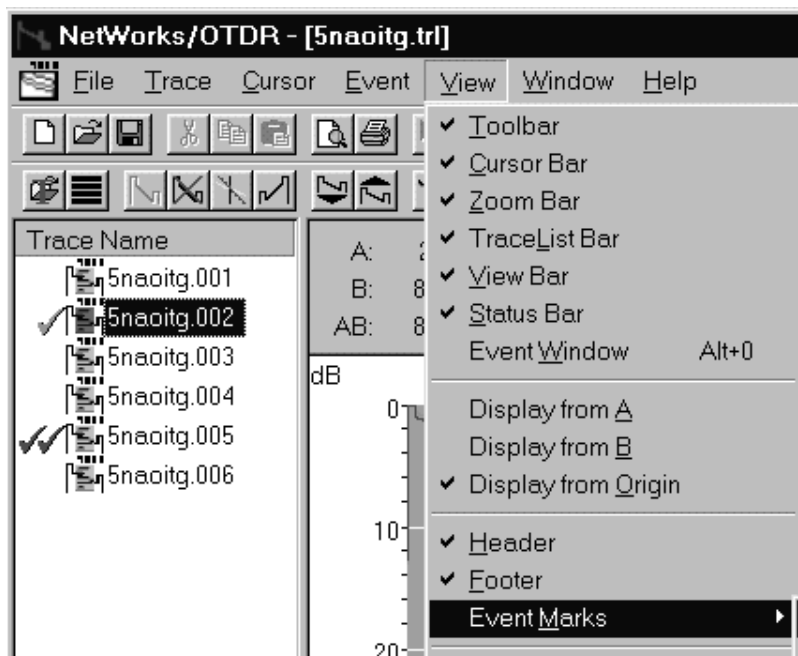 NetWorks/OTDR - [5naoitg.trl]
File Trace Cursor Event View Window Help
Toolbar
Cursor Bar
Zoom Bar
TraceList Bar
View Bar
Status Bar
Event Window Alt+0
Display from A
Display from B
Display from Origin
Header
Footer
Event Marks
Trace Name
5naoitg.001
5naoitg.002
5naoitg.003
5naoitg.004
5naoitg.005
5naoitg.006
A:
B: 8
AB: 8
dB
0
10
20